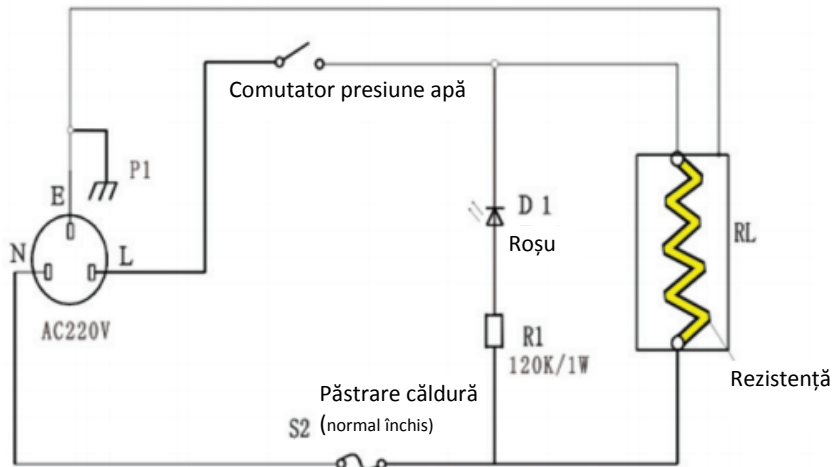 Comutator presiune apă
P1
E
N
L
AC220V
D 1
Roșu
R1
120K/1W
RL
Rezistență
Păstrare căldură
S2 (normal închis)